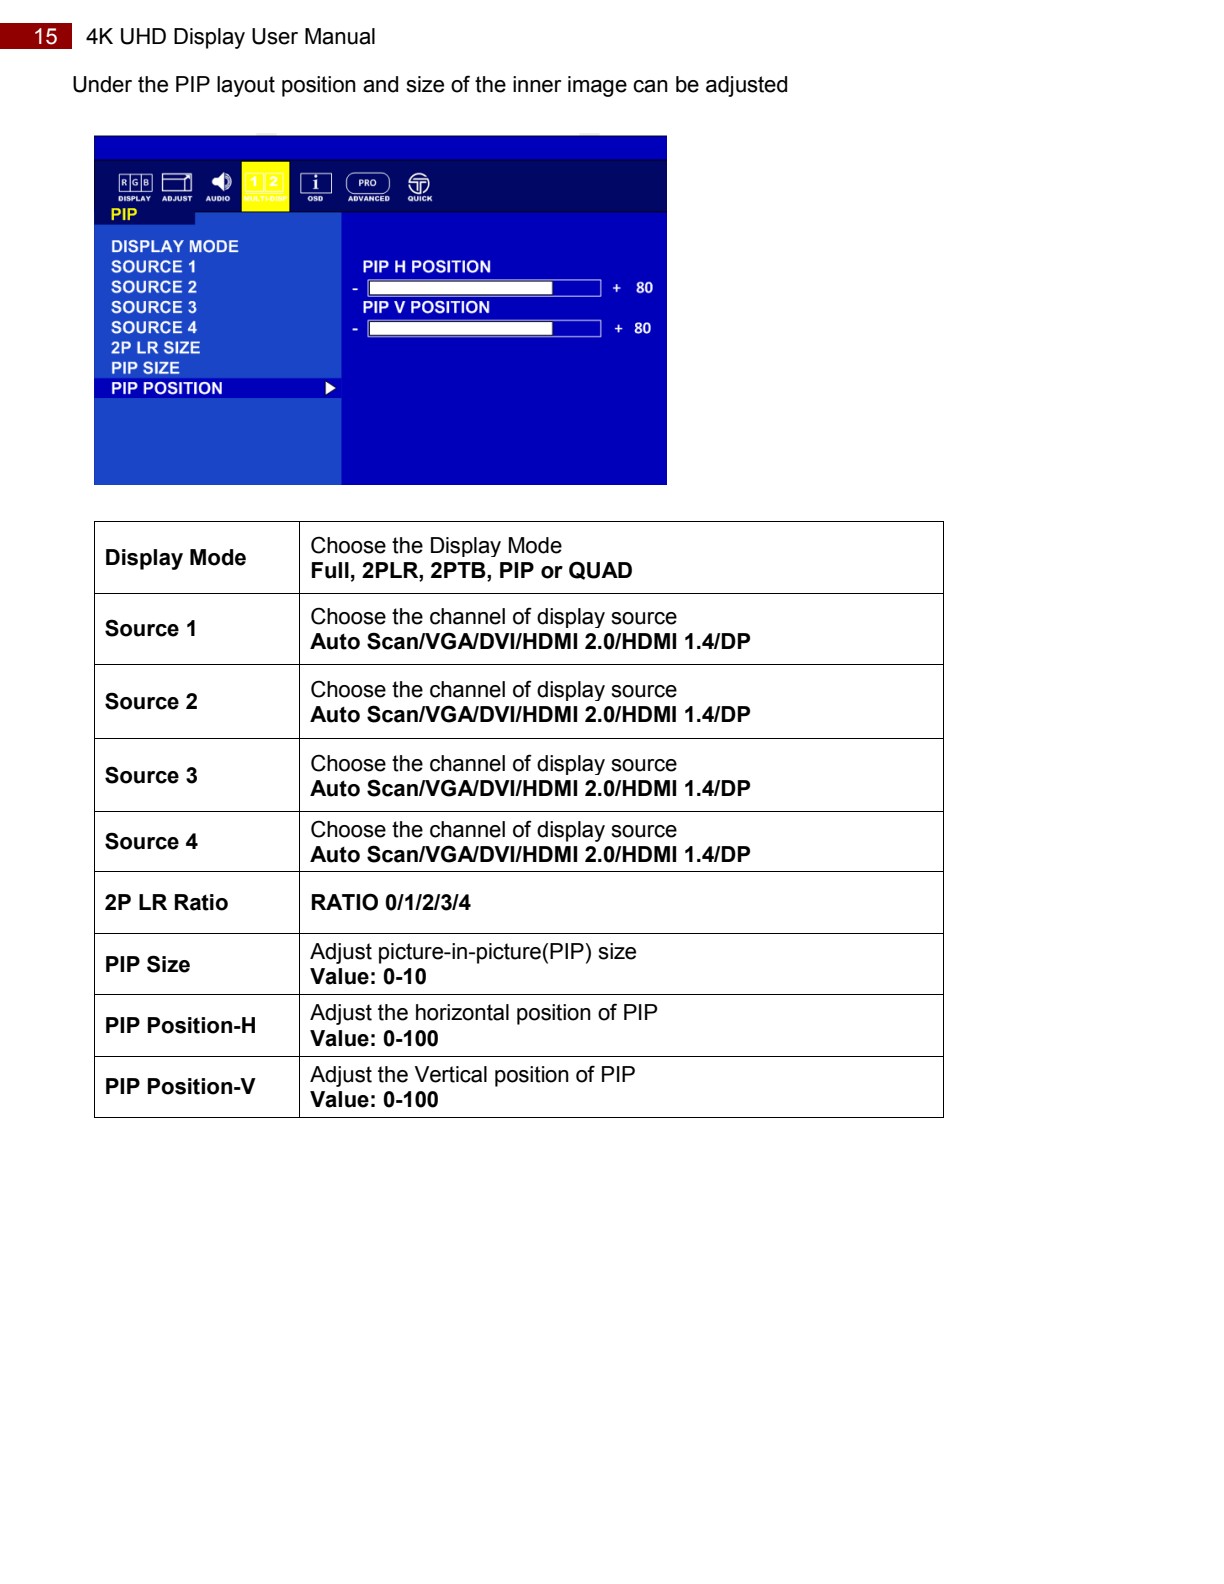 15 4K UHD Display User Manual
Under the PIP layout position and size of the inner image can be adjusted
R G B 1 2 i PRO
DISPLAY ADJUST AUDIO OSD ADVANCED QUICK
PIP
DISPLAY MODE
SOURCE 1
SOURCE 2
SOURCE 3
SOURCE 4
2P LR SIZE
PIP SIZE
PIP POSITION
PIP H POSITION
- + 80
PIP V POSITION
- + 80
Display Mode
Choose the Display Mode
Full, 2PLR, 2PTB, PIP or QUAD
Source 1
Choose the channel of display source
Auto Scan/VGA/DVI/HDMI 2.0/HDMI 1.4/DP
Source 2
Choose the channel of display source
Auto Scan/VGA/DVI/HDMI 2.0/HDMI 1.4/DP
Source 3
Choose the channel of display source
Auto Scan/VGA/DVI/HDMI 2.0/HDMI 1.4/DP
Source 4
Choose the channel of display source
Auto Scan/VGA/DVI/HDMI 2.0/HDMI 1.4/DP
2P LR Ratio
RATIO 0/1/2/3/4
PIP Size
Adjust picture-in-picture(PIP) size
Value: 0-10
PIP Position-H
Adjust the horizontal position of PIP
Value: 0-100
PIP Position-V
Adjust the Vertical position of PIP
Value: 0-100